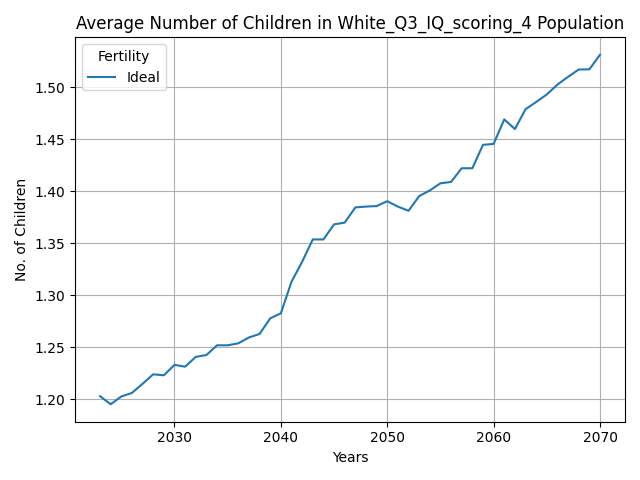 Average Number of Children in White_Q3_IQ_scoring_4 Population
Fertility
Ideal
No. of Children
1.50
1.45
1.40
1.35
1.30
1.25
1.20
2030
2040
2050
2060
2070
Years